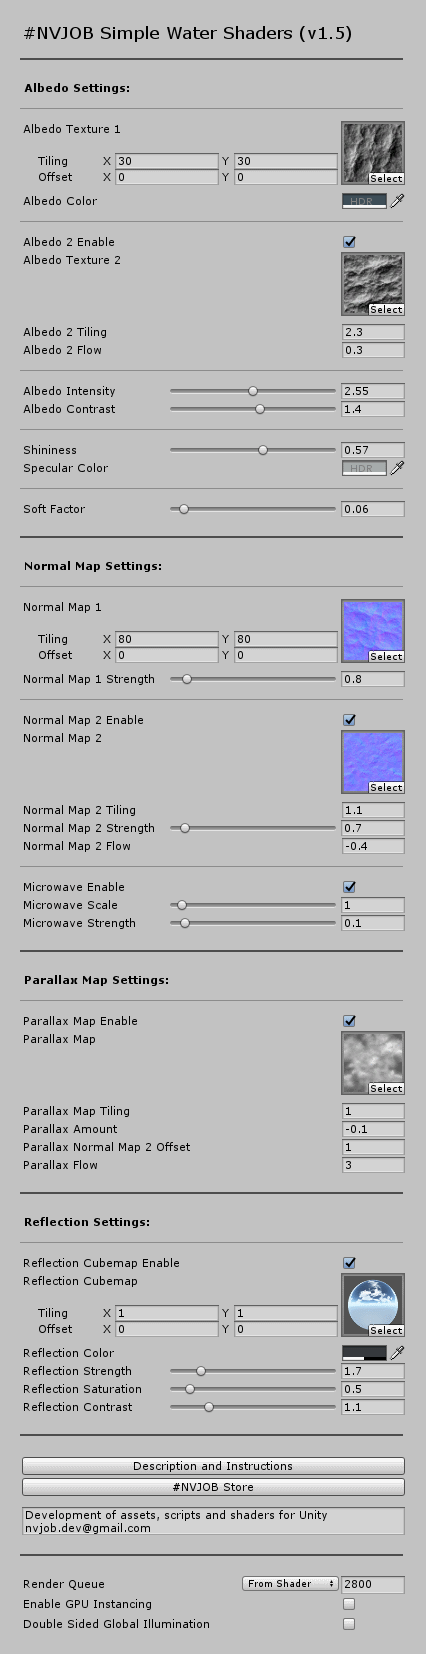 #NVJOB Simple Water Shaders (v1.5)
Albedo Settings:
Albedo Texture 1
Tiling X 30 Y 30
Offset X 0 Y 0
Select
Albedo Color HDR
Albedo 2 Enable
Albedo Texture 2
Select
Albedo 2 Tiling 2.3
Albedo 2 Flow 0.3
Albedo Intensity 2.55
Albedo Contrast 1.4
Shininess 0.57
Specular Color HDR
Soft Factor 0.06
Normal Map Settings:
Normal Map 1
Tiling X 80 Y 80
Offset X 0 Y 0
Select
Normal Map 1 Strength 0.8
Normal Map 2 Enable
Normal Map 2
Select
Normal Map 2 Tiling 1.1
Normal Map 2 Strength 0.7
Normal Map 2 Flow -0.4
Microwave Enable
Microwave Scale 1
Microwave Strength 0.1
Parallax Map Settings:
Parallax Map Enable
Parallax Map
Select
Parallax Map Tiling 1
Parallax Amount -0.1
Parallax Normal Map 2 Offset 1
Parallax Flow 3
Reflection Settings:
Reflection Cubemap Enable
Reflection Cubemap
Tiling X 1 Y 1
Offset X 0 Y 0
Select
Reflection Color
Reflection Strength 1.7
Reflection Saturation 0.5
Reflection Contrast 1.1
Description and Instructions
#NVJOB Store
Development of assets, scripts and shaders for Unity
nvjob.dev@gmail.com
Render Queue From Shader 2800
Enable GPU Instancing
Double Sided Global Illumination